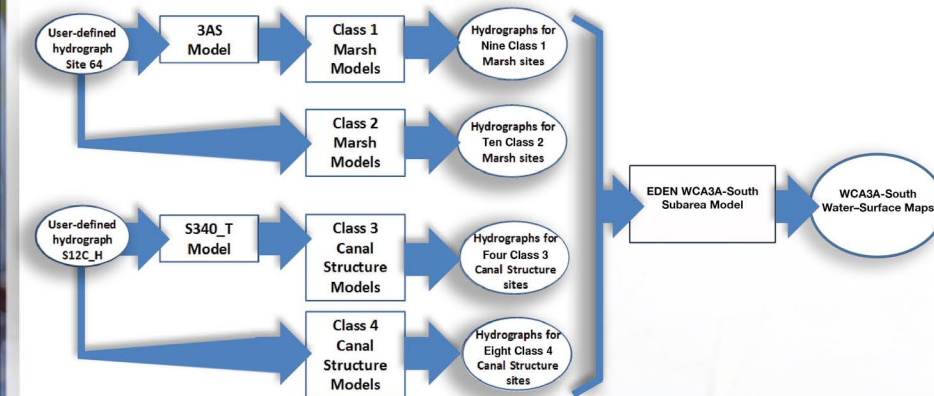 User-defined
hydrograph
Site 64
3AS
Model
Class 1
Marsh
Models
Hydrographs for
Nine Class 1
Marsh sites
Class 2
Marsh
Models
Hydrographs for
Ten Class 2
Marsh sites
User-defined
hydrograph
S12C_H
S340_T
Model
Class 3
Canal
Structure
Models
Hydrographs for
Four Class 3
Canal Structure
sites
Class 4
Canal
Structure
Models
Hydrographs for
Eight Class 4
Canal Structure
sites
EDEN WCA3A-South
Subarea Model
WCA3A-South
Water–Surface Maps